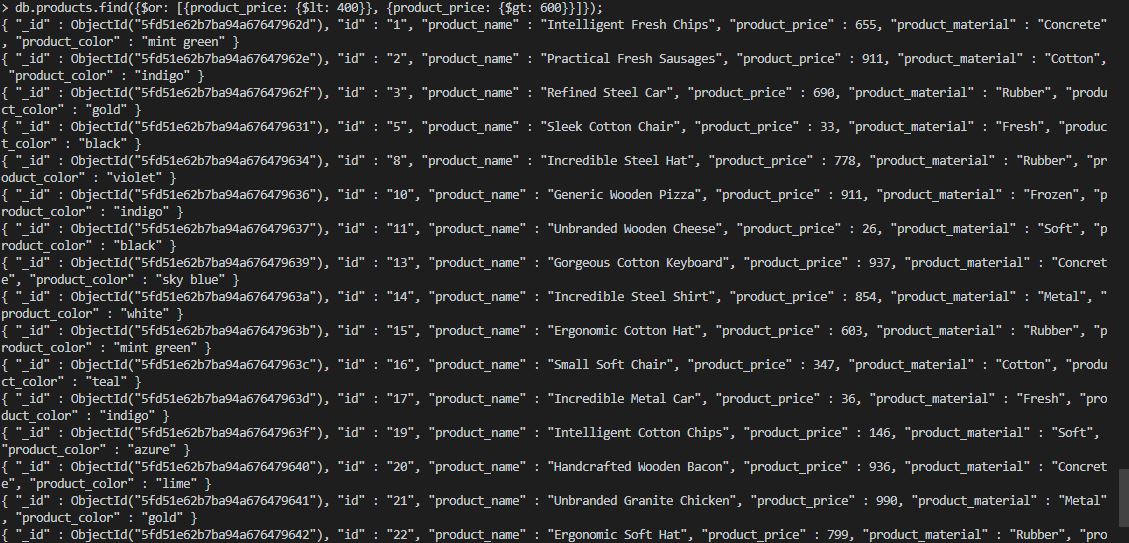 > db.products.find({$or: [{product_price: {$lt: 400}}, {product_price: {$gt: 600}}]});
{ "_id" : ObjectId("5fd51e62b7ba94a67647962d"), "id" : "1", "product_name" : "Intelligent Fresh Chips", "product_price" : 655, "product_material" : "Concrete"
, "product_color" : "mint green" }
{ "_id" : ObjectId("5fd51e62b7ba94a67647962e"), "id" : "2", "product_name" : "Practical Fresh Sausages", "product_price" : 911, "product_material" : "Cotton",
 "product_color" : "indigo" }
{ "_id" : ObjectId("5fd51e62b7ba94a67647962f"), "id" : "3", "product_name" : "Refined Steel Car", "product_price" : 690, "product_material" : "Rubber", "produ
ct_color" : "gold" }
{ "_id" : ObjectId("5fd51e62b7ba94a676479631"), "id" : "5", "product_name" : "Sleek Cotton Chair", "product_price" : 33, "product_material" : "Fresh", "produc
t_color" : "black" }
{ "_id" : ObjectId("5fd51e62b7ba94a676479634"), "id" : "8", "product_name" : "Incredible Steel Hat", "product_price" : 778, "product_material" : "Rubber", "pr
oduct_color" : "violet" }
{ "_id" : ObjectId("5fd51e62b7ba94a676479636"), "id" : "10", "product_name" : "Generic Wooden Pizza", "product_price" : 911, "product_material" : "Frozen", "p
roduct_color" : "indigo" }
{ "_id" : ObjectId("5fd51e62b7ba94a676479637"), "id" : "11", "product_name" : "Unbranded Wooden Cheese", "product_price" : 26, "product_material" : "Soft", "p
roduct_color" : "black" }
{ "_id" : ObjectId("5fd51e62b7ba94a676479639"), "id" : "13", "product_name" : "Gorgeous Cotton Keyboard", "product_price" : 937, "product_material" : "Concret
e", "product_color" : "sky blue" }
{ "_id" : ObjectId("5fd51e62b7ba94a67647963a"), "id" : "14", "product_name" : "Incredible Steel Shirt", "product_price" : 854, "product_material" : "Metal", "
product_color" : "white" }
{ "_id" : ObjectId("5fd51e62b7ba94a67647963b"), "id" : "15", "product_name" : "Ergonomic Cotton Hat", "product_price" : 603, "product_material" : "Rubber", "p
roduct_color" : "mint green" }
{ "_id" : ObjectId("5fd51e62b7ba94a67647963c"), "id" : "16", "product_name" : "Small Soft Chair", "product_price" : 347, "product_material" : "Cotton", "produ
ct_color" : "teal" }
{ "_id" : ObjectId("5fd51e62b7ba94a67647963d"), "id" : "17", "product_name" : "Incredible Metal Car", "product_price" : 36, "product_material" : "Fresh", "pro
duct_color" : "indigo" }
{ "_id" : ObjectId("5fd51e62b7ba94a67647963f"), "id" : "19", "product_name" : "Intelligent Cotton Chips", "product_price" : 146, "product_material" : "Soft",
"product_color" : "azure" }
{ "_id" : ObjectId("5fd51e62b7ba94a676479640"), "id" : "20", "product_name" : "Handcrafted Wooden Bacon", "product_price" : 936, "product_material" : "Concret
e", "product_color" : "lime" }
{ "_id" : ObjectId("5fd51e62b7ba94a676479641"), "id" : "21", "product_name" : "Unbranded Granite Chicken", "product_price" : 990, "product_material" : "Metal"
, "product_color" : "gold" }
{ "_id" : ObjectId("5fd51e62b7ba94a676479642"), "id" : "22", "product_name" : "Ergonomic Soft Hat", "product_price" : 799, "product_material" : "Rubber", "pro